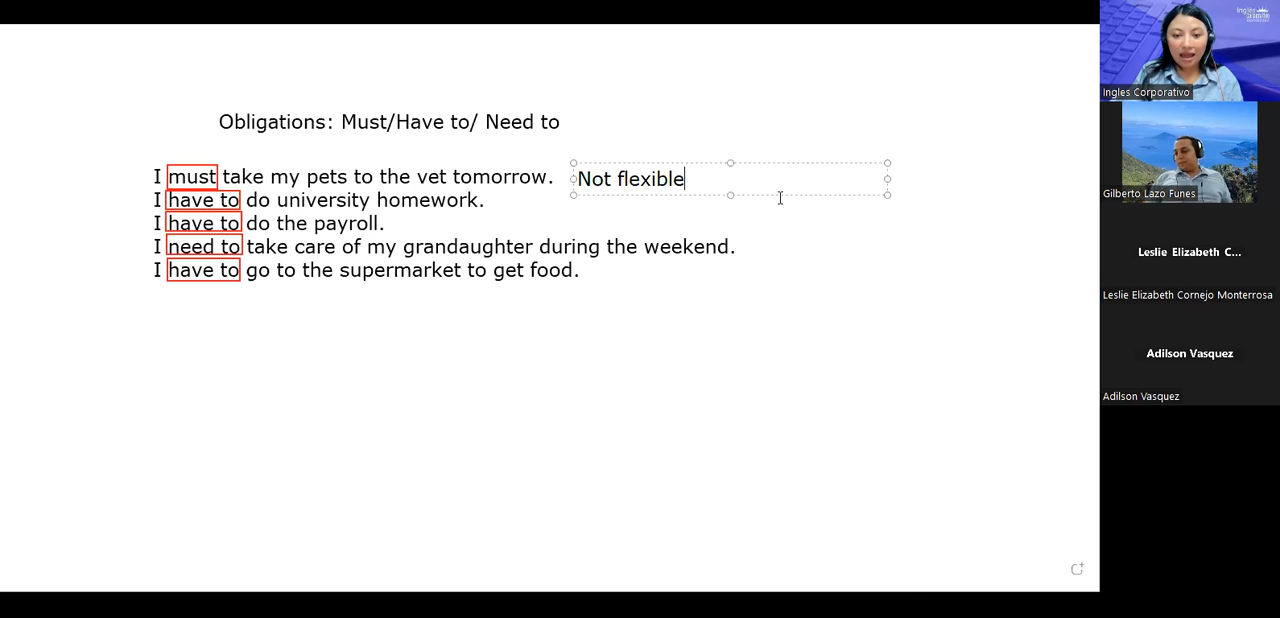 Obligations: Must/Have to/ Need to
I must take my pets to the vet tomorrow.
Not flexible
I have to do university homework.
I have to do the payroll.
I need to take care of my grandaughter during the weekend.
I have to go to the supermarket to get food.
Ingles Corporativo
Gilberto Lazo Funes
Leslie Elizabeth C...
Leslie Elizabeth Cornejo Monterrosa
Adilson Vasquez
Adilson Vasquez